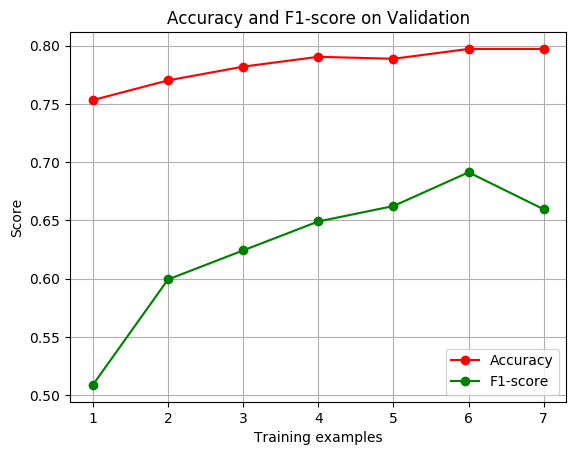 Accuracy and F1-score on Validation
0.80
0.75
0.70
0.65
0.60
0.55
0.50
Score
1 2 3 4 5 6 7
Training examples
Accuracy
F1-score